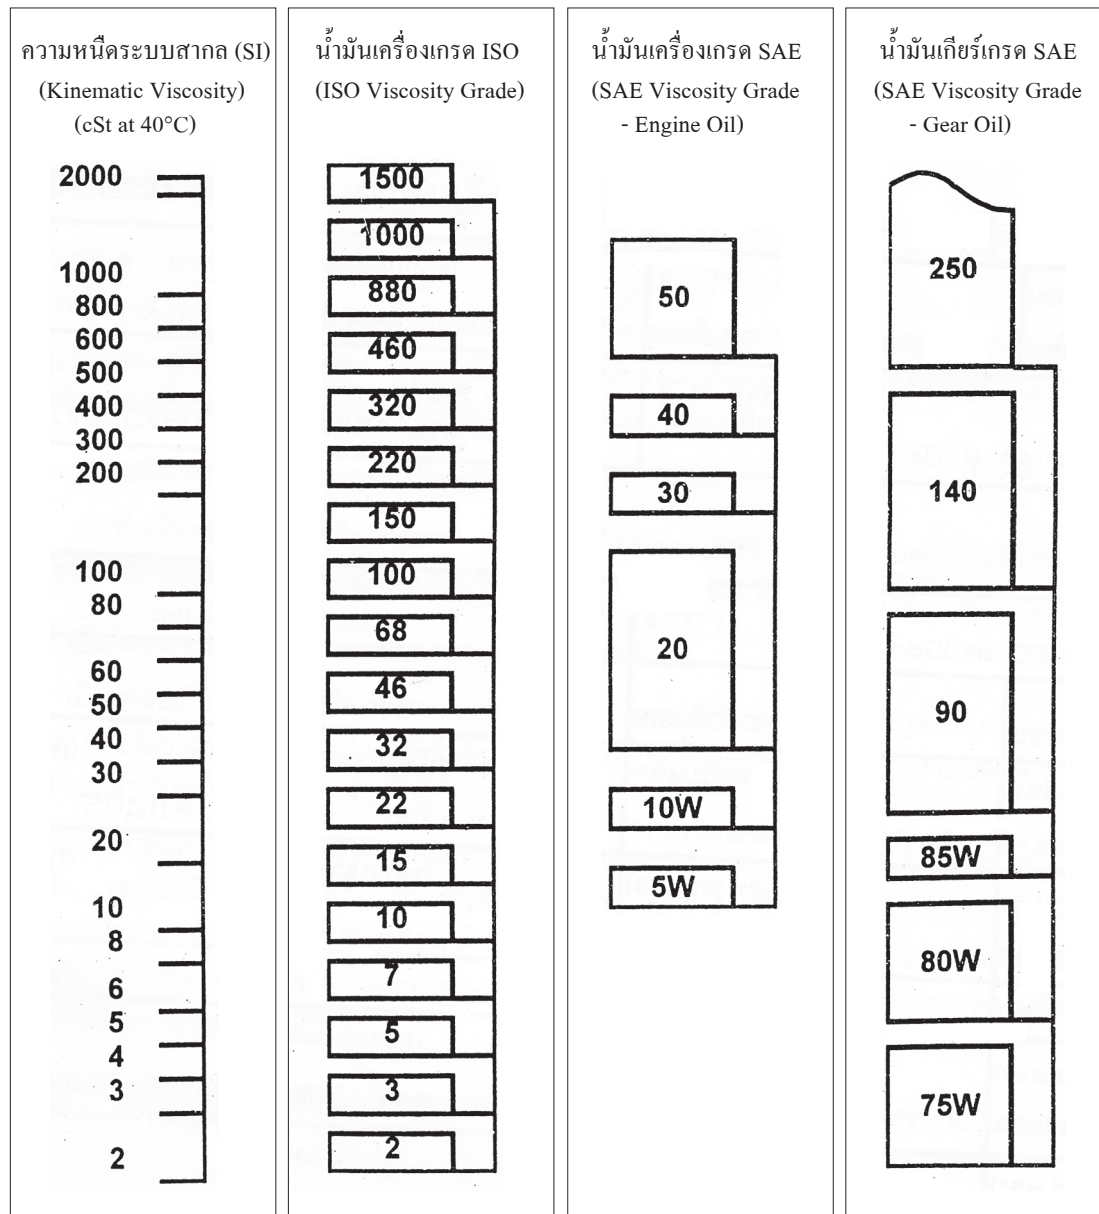 ความหนืดระบบสากล (SI)
(Kinematic Viscosity)
(cSt at 40°C)
2000
1000
800
600
500
400
300
200
100
80
60
50
40
30
20
10
8
6
5
4
3
2
น้ำมันเครื่องเกรด ISO
(ISO Viscosity Grade)
1500
1000
880
460
320
220
150
100
68
46
32
22
15
10
7
5
3
2
น้ำมันเครื่องเกรด SAE
(SAE Viscosity Grade
- Engine Oil)
50
40
30
20
10W
5W
น้ำมันเกียร์เกรด SAE
(SAE Viscosity Grade
- Gear Oil)
250
140
90
85W
80W
75W